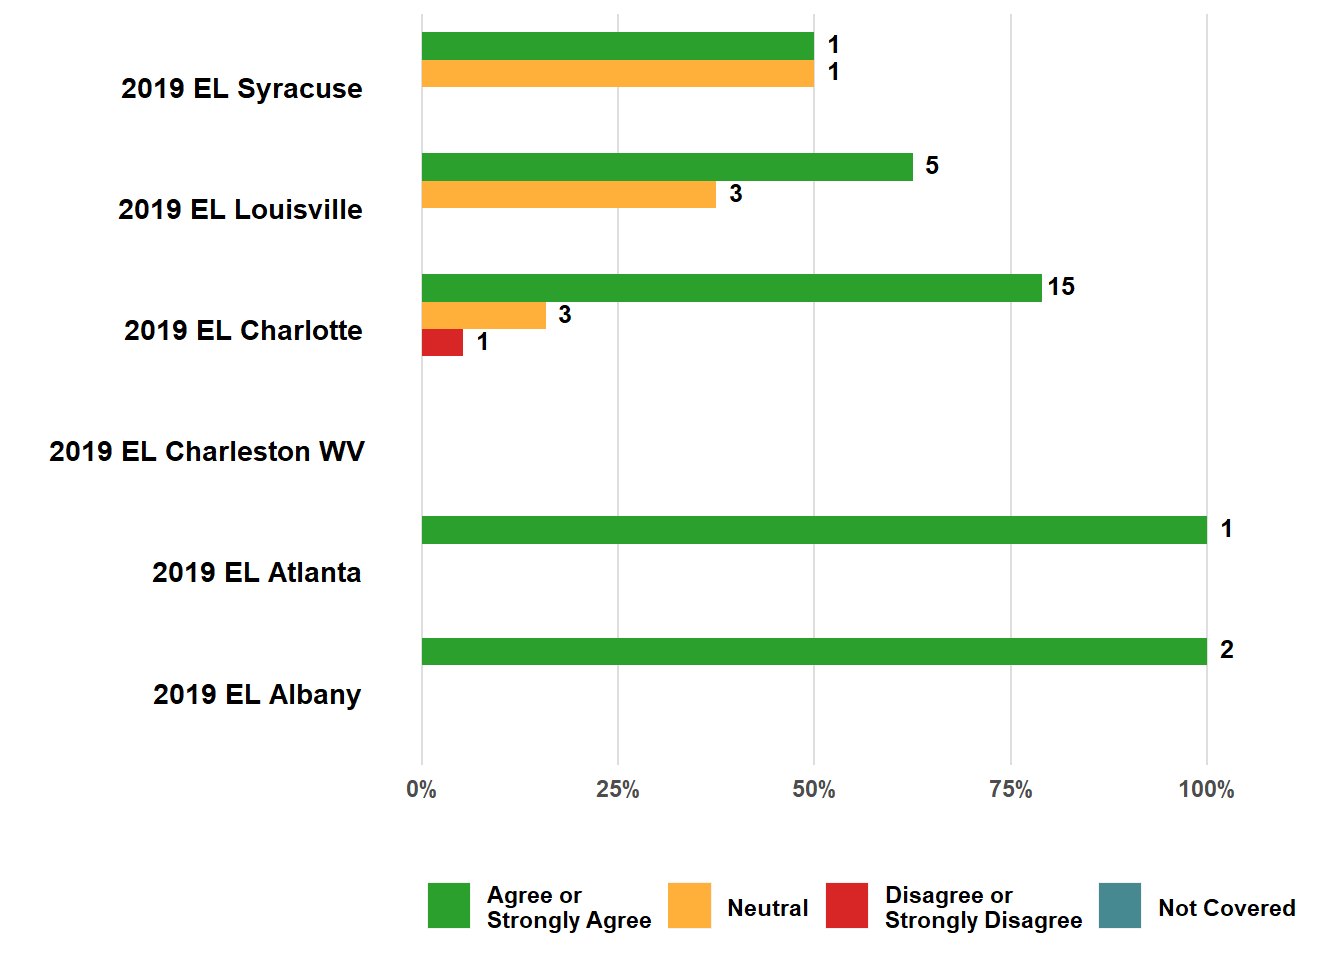 1
1
2019 EL Syracuse
5
3
2019 EL Louisville
15
3
2019 EL Charlotte
1
2019 EL Charleston WV
1
2019 EL Atlanta
2
2019 EL Albany
0% 25% 50% 75% 100%
Agree or
Strongly Agree
Neutral
Disagree or
Strongly Disagree
Not Covered